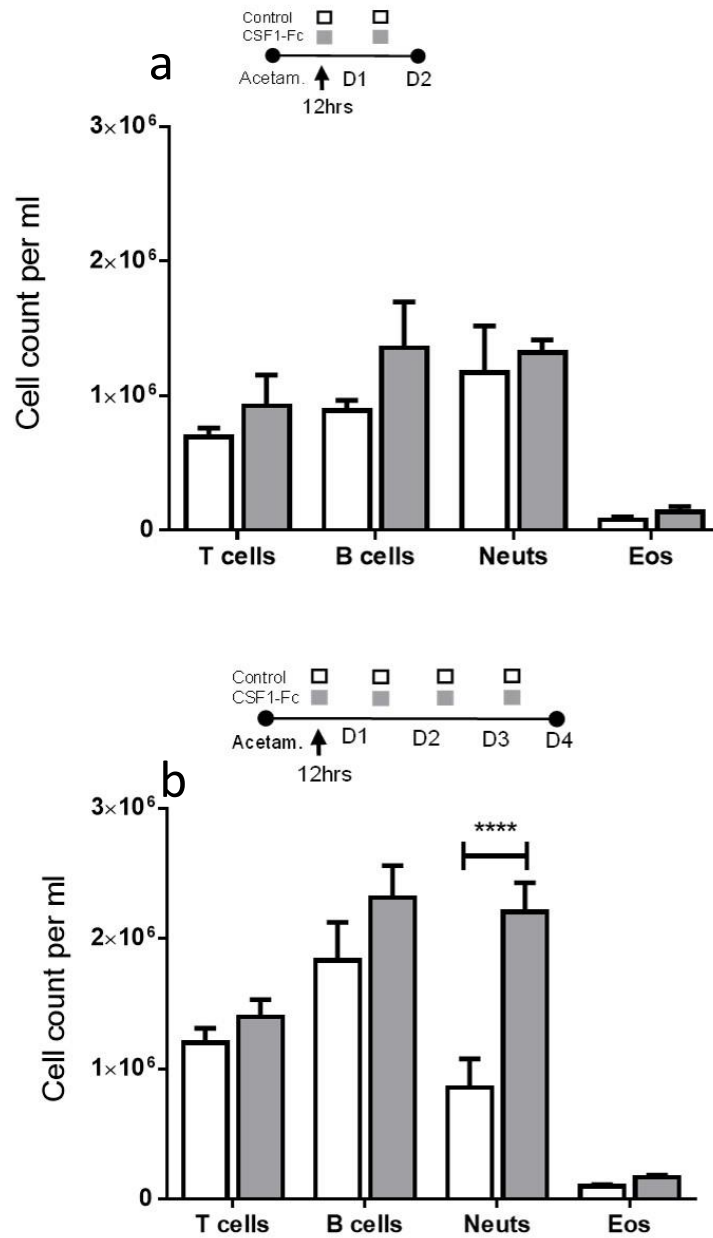 a
Control
CSF1-Fc
Acetam. D1 D2
12hrs
Cell count per ml
3×10⁶
2×10⁶
1×10⁶
0
T cells B cells Neuts Eos
Control
CSF1-Fc
Acetam. D1 D2 D3 D4
12hrs
b
Cell count per ml
3×10⁶
2×10⁶
1×10⁶
0
****
T cells B cells Neuts Eos